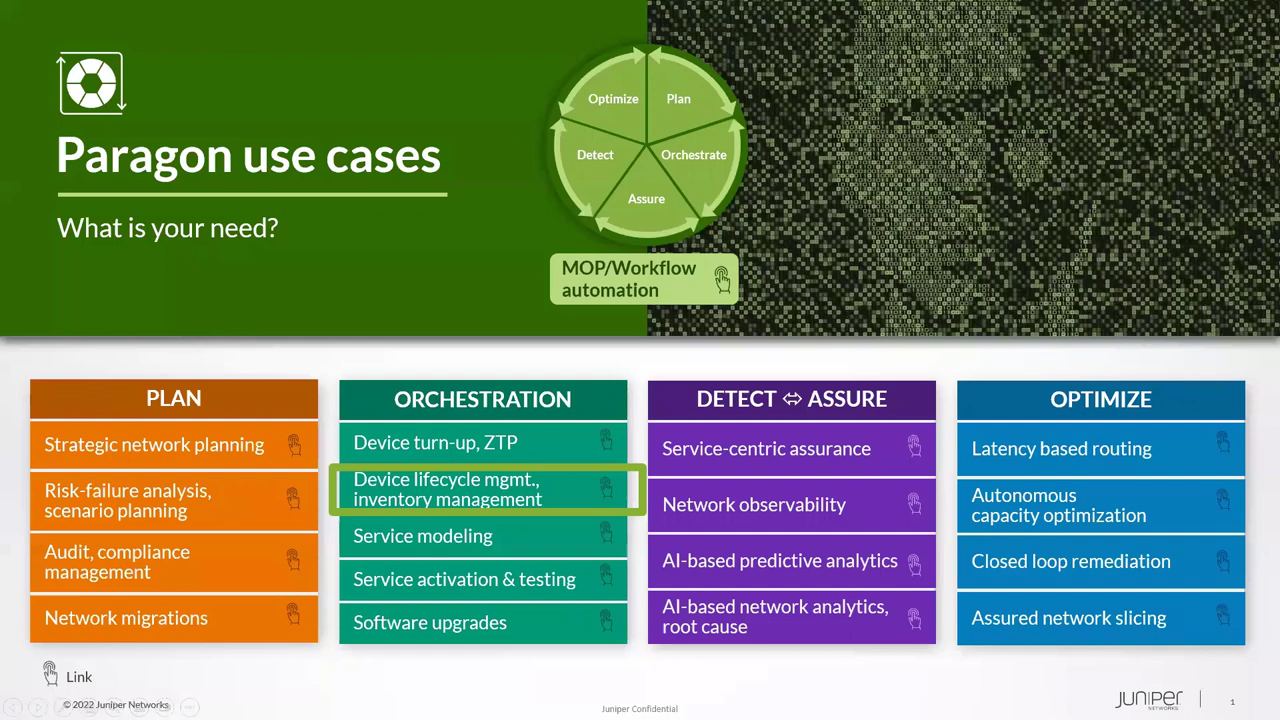 Paragon use cases
What is your need?
Optimize
Plan
Detect
Orchestrate
Assure
MOP/Workflow
automation
PLAN
Strategic network planning
Risk-failure analysis,
scenario planning
Audit, compliance
management
Network migrations
ORCHESTRATION
Device turn-up, ZTP
Device lifecycle mgmt.,
inventory management
Service modeling
Service activation & testing
Software upgrades
DETECT ⇔ ASSURE
Service-centric assurance
Network observability
AI-based predictive analytics
AI-based network analytics,
root cause
OPTIMIZE
Latency based routing
Autonomous
capacity optimization
Closed loop remediation
Assured network slicing
Link
© 2022 Juniper Networks
Juniper Confidential
JUNIPER
NETWORKS
1